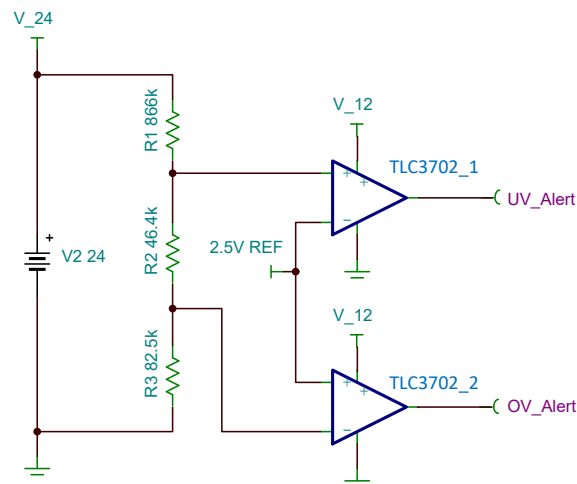 V_24
R1 866k
V_12
TLC3702_1
+
+
−
UV_Alert
R2 46.4k
2.5V REF
+
V2 24
V_12
R3 82.5k
TLC3702_2
+
+
−
OV_Alert